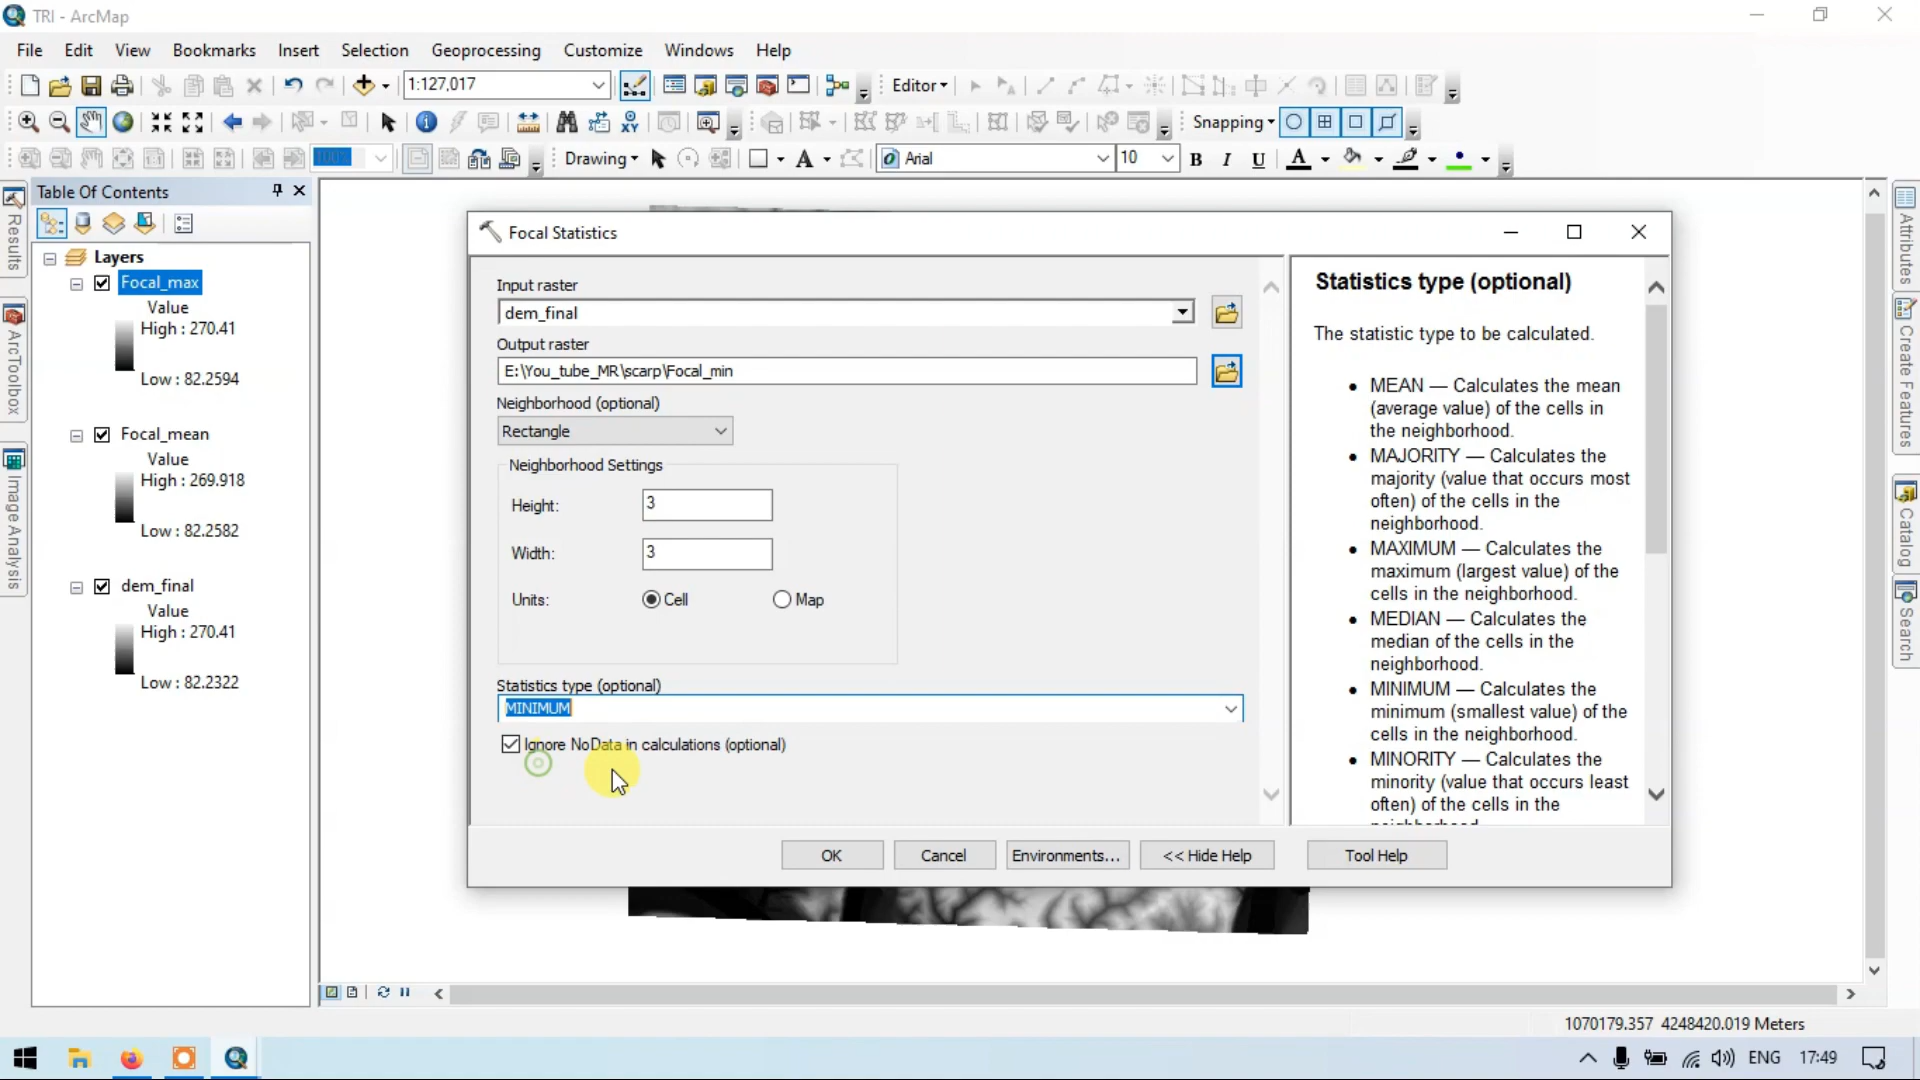 TRI - ArcMap
File Edit View Bookmarks Insert Selection Geoprocessing Customize Windows Help
1:127,017
Editor
Snapping
100%
Drawing
A
Arial
10
B I U A
Table Of Contents
Results
ArcToolbox
Image Analysis
Layers
Focal_max
Value
High : 270.41
Low : 82.2594
Focal_mean
Value
High : 269.918
Low : 82.2582
dem_final
Value
High : 270.41
Low : 82.2322
Focal Statistics
Input raster
dem_final
Output raster
E:\You_tube_MR\scarp\Focal_min
Neighborhood (optional)
Rectangle
Neighborhood Settings
Height:
3
Width:
3
Units:
Cell
Map
Statistics type (optional)
MINIMUM
Ignore NoData in calculations (optional)
OK
Cancel
Environments...
<< Hide Help
Tool Help
Statistics type (optional)
The statistic type to be calculated.
• MEAN — Calculates the mean
(average value) of the cells in
the neighborhood.
• MAJORITY — Calculates the
majority (value that occurs most
often) of the cells in the
neighborhood.
• MAXIMUM — Calculates the
maximum (largest value) of the
cells in the neighborhood.
• MEDIAN — Calculates the
median of the cells in the
neighborhood.
• MINIMUM — Calculates the
minimum (smallest value) of the
cells in the neighborhood.
• MINORITY — Calculates the
minority (value that occurs least
often) of the cells in the
Attributes
Create Features
Catalog
Search
1070179.357 4248420.019 Meters
ENG
17:49